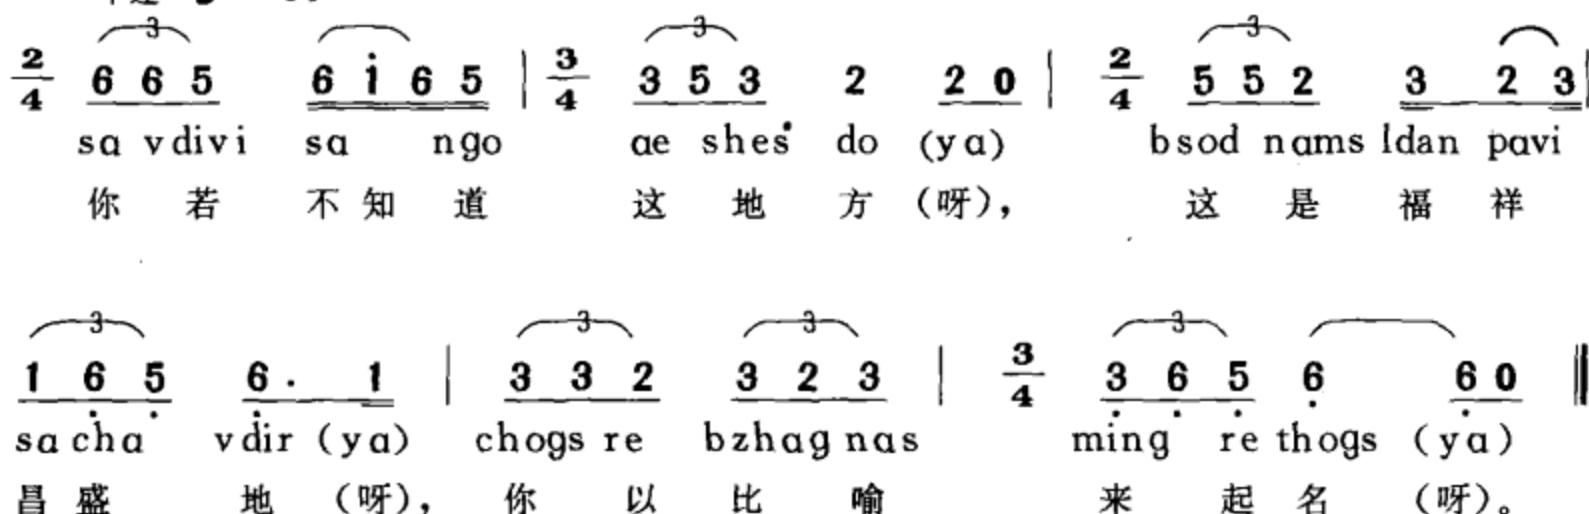 2/4 6 6 5 6 i 6 5 | 3/4 3 5 3 2 2 0 | 2/4 5 5 2 3 2 3 |
sa vdivi sa ngo ae shes do (ya) bsod nams ldan pavi
你 若 不 知 道 这 地 方 (呀), 这 是 福 祥
1 6 5 6 · 1 | 3 3 2 3 2 3 | 3/4 3 6 5 6 6 0 ‖
sa cha vdir (ya) chogs re bzhag nas ming re thogs (ya)
昌 盛 地 (呀), 你 以 比 喻 来 起 名 (呀)。